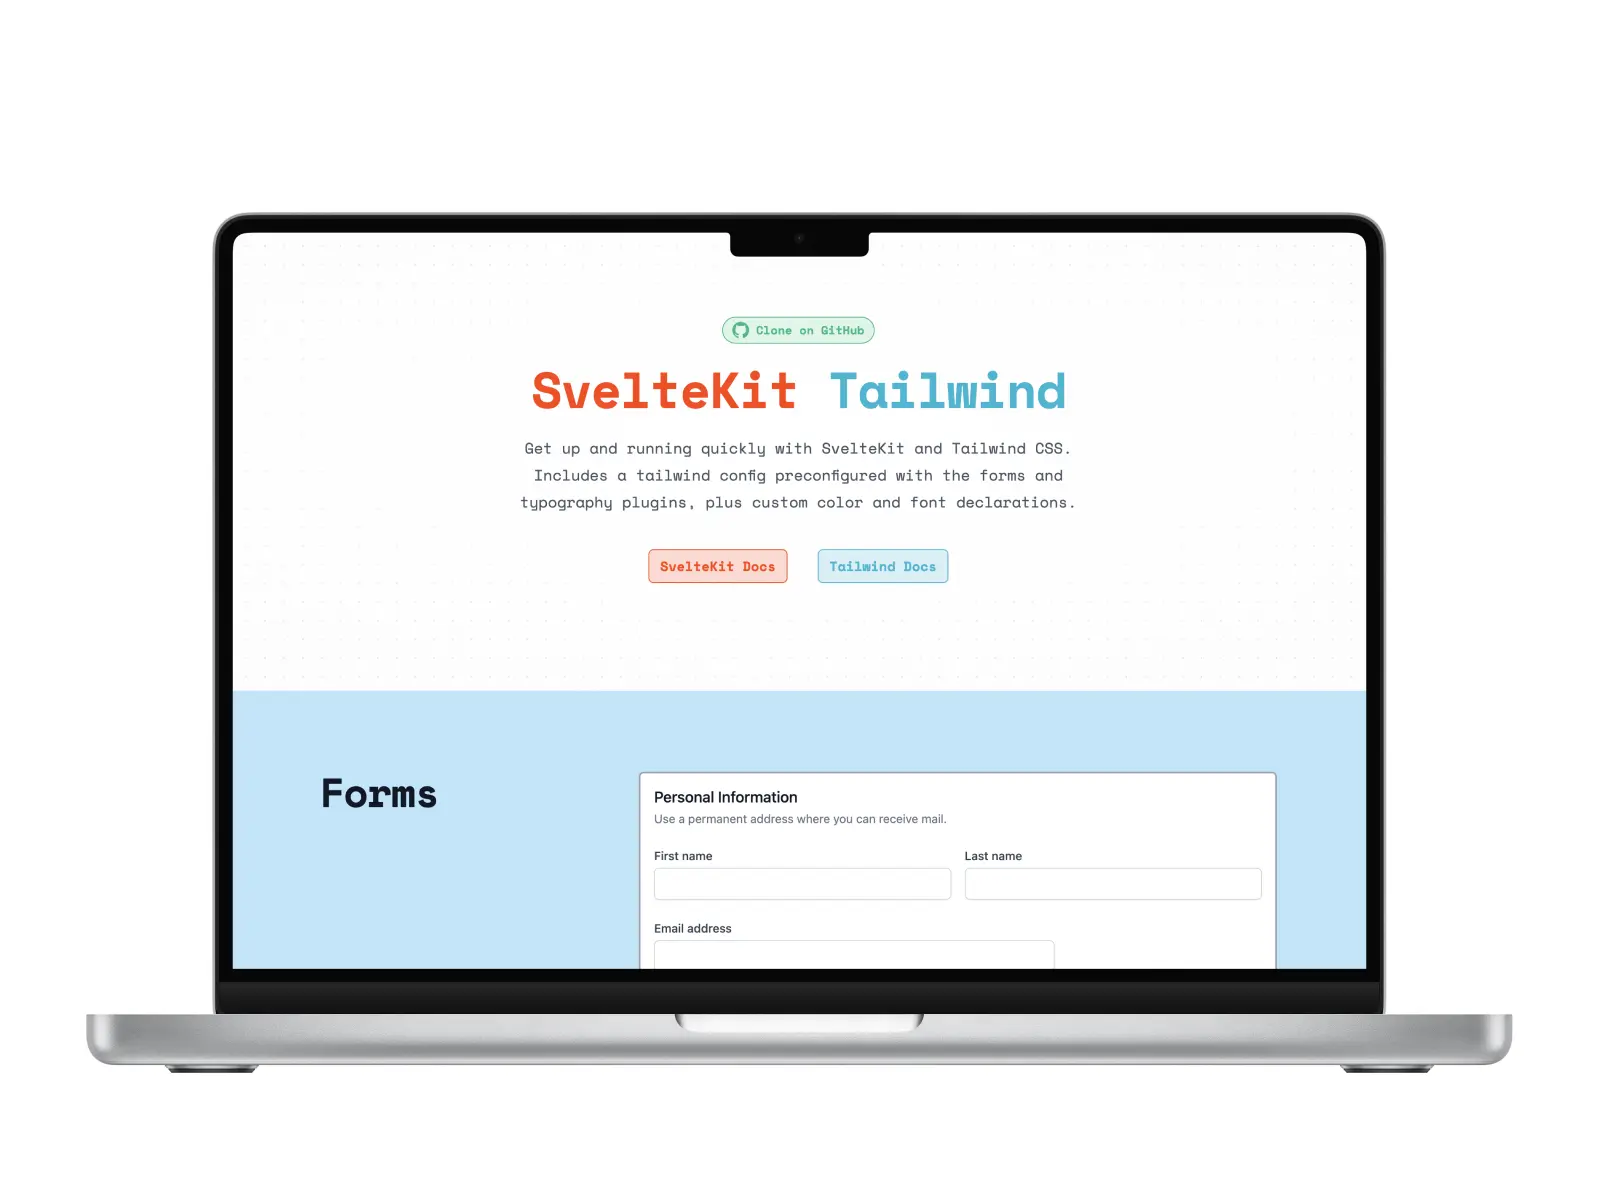 Clone on GitHub
SvelteKit Tailwind
Get up and running quickly with SvelteKit and Tailwind CSS.
Includes a tailwind config preconfigured with the forms and
typography plugins, plus custom color and font declarations.
SvelteKit Docs
Tailwind Docs
Forms
Personal Information
Use a permanent address where you can receive mail.
First name
Last name
Email address